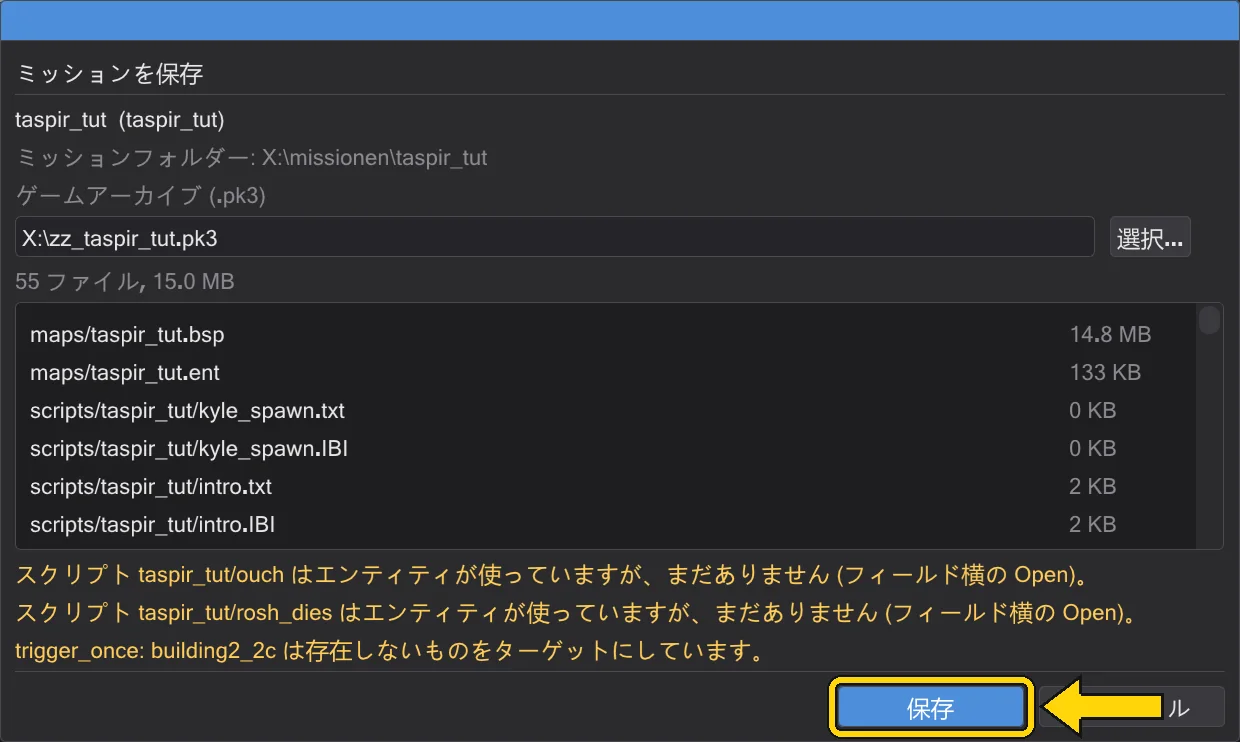 ミッションを保存
taspir_tut (taspir_tut)
ミッションフォルダー: X:\missionen\taspir_tut
ゲームアーカイブ (.pk3)
X:\zz_taspir_tut.pk3 選択...
55 ファイル, 15.0 MB
maps/taspir_tut.bsp 14.8 MB
maps/taspir_tut.ent 133 KB
scripts/taspir_tut/kyle_spawn.txt 0 KB
scripts/taspir_tut/kyle_spawn.IBI 0 KB
scripts/taspir_tut/intro.txt 2 KB
scripts/taspir_tut/intro.IBI 2 KB
スクリプト taspir_tut/ouch はエンティティが使っていますが、まだありません (フィールド横の Open)。
スクリプト taspir_tut/rosh_dies はエンティティが使っていますが、まだありません (フィールド横の Open)。
trigger_once: building2_2c は存在しないものをターゲットにしています。
保存 ル